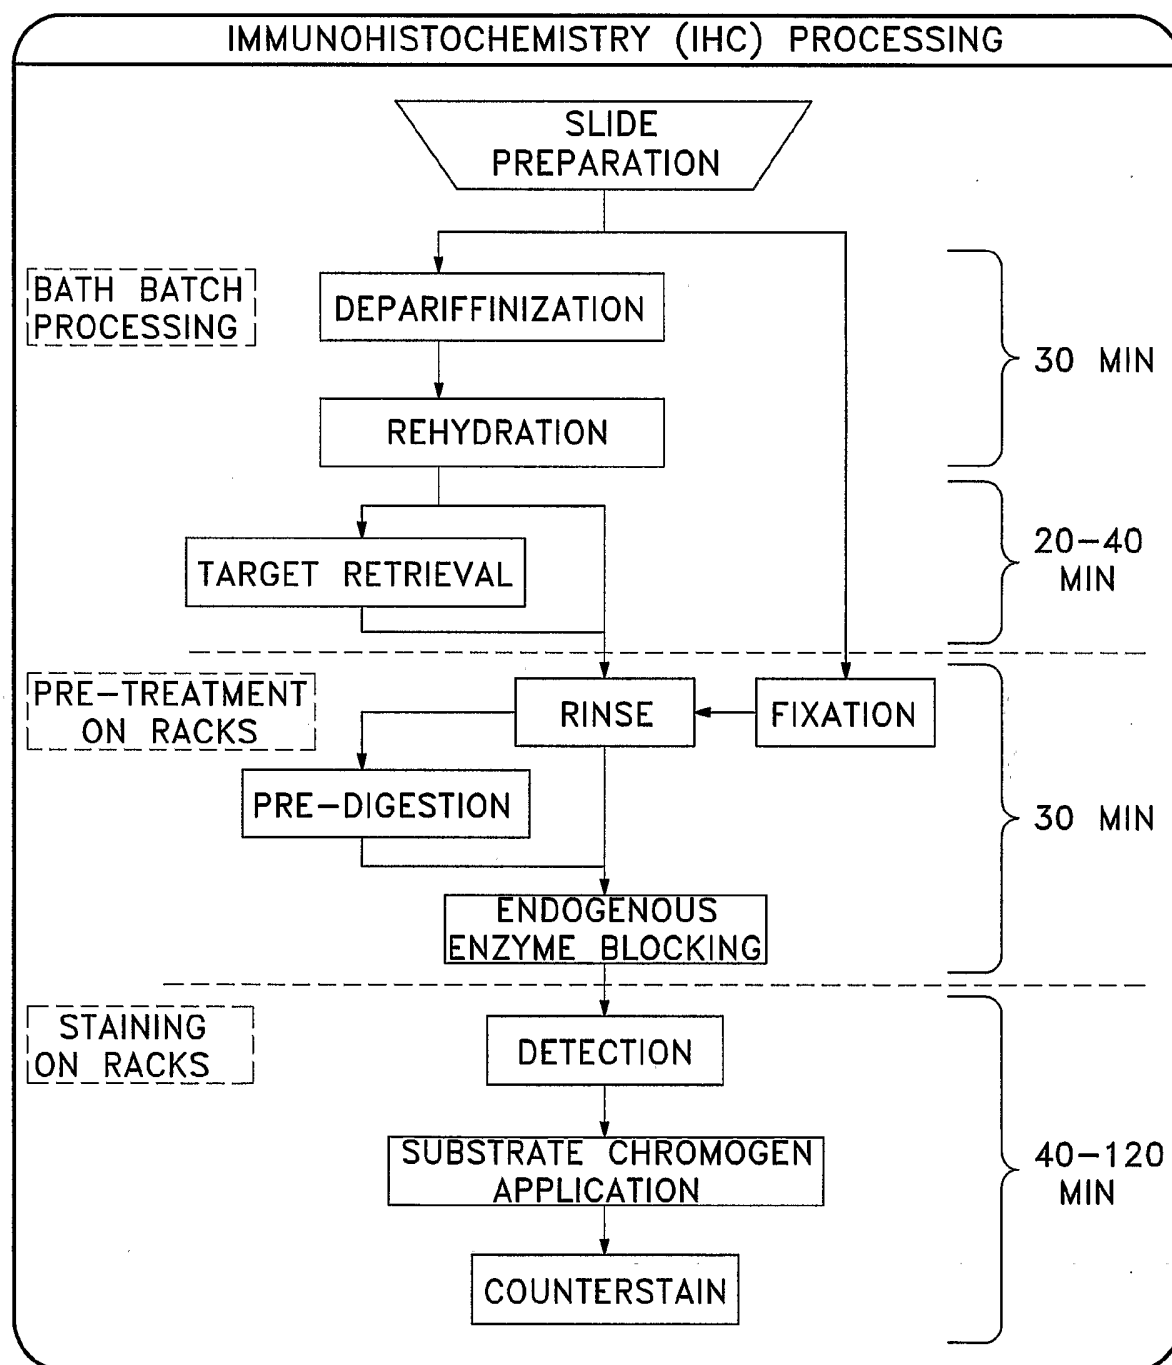 IMMUNOHISTOCHEMISTRY (IHC) PROCESSING
SLIDE
PREPARATION
BATH BATCH
PROCESSING
DEPARIFFINIZATION
30 MIN
REHYDRATION
TARGET RETRIEVAL
20-40
MIN
PRE-TREATMENT
ON RACKS
RINSE
FIXATION
PRE-DIGESTION
30 MIN
ENDOGENOUS
ENZYME BLOCKING
STAINING
ON RACKS
DETECTION
SUBSTRATE CHROMOGEN
APPLICATION
40-120
MIN
COUNTERSTAIN